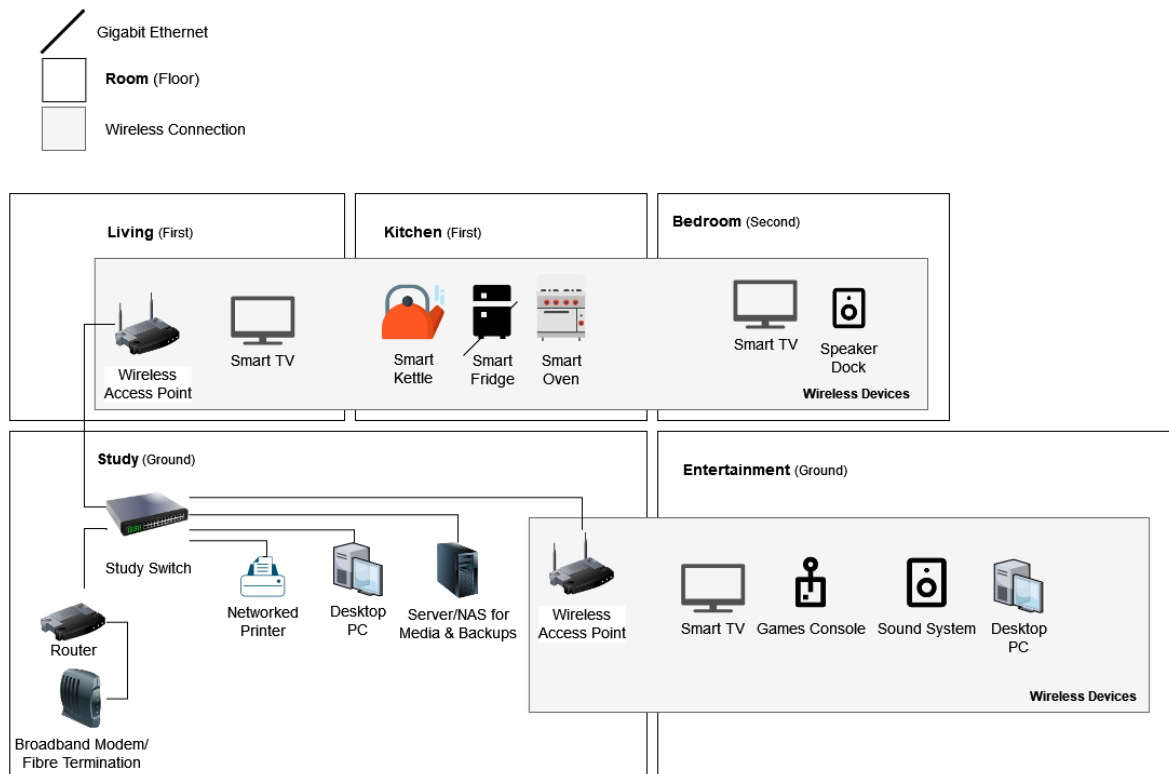 Gigabit Ethernet
Room (Floor)
Wireless Connection
Living (First)
Kitchen (First)
Bedroom (Second)
Wireless
Access Point
Smart TV
Smart
Kettle
Smart
Fridge
Smart
Oven
Smart TV
Speaker
Dock
Wireless Devices
Study (Ground)
Entertainment (Ground)
Study Switch
Networked
Printer
Desktop
PC
Server/NAS for
Media & Backups
Wireless
Access Point
Smart TV
Games Console
Sound System
Desktop
PC
Router
Wireless Devices
Broadband Modem/
Fibre Termination